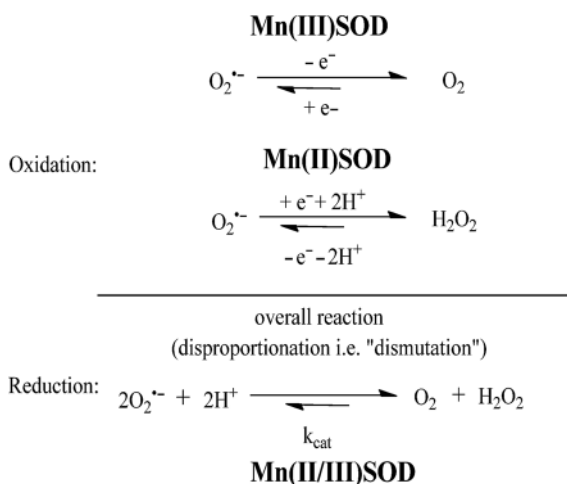 Mn(III)SOD
– e⁻
O₂•⁻ O₂
+ e–
Oxidation: Mn(II)SOD
+ e⁻+ 2H⁺
O₂•⁻ H₂O₂
–e⁻–2H⁺
overall reaction
(disproportionation i.e. "dismutation")
Reduction: 2O₂•⁻ + 2H⁺ O₂ + H₂O₂
k_cat
Mn(II/III)SOD